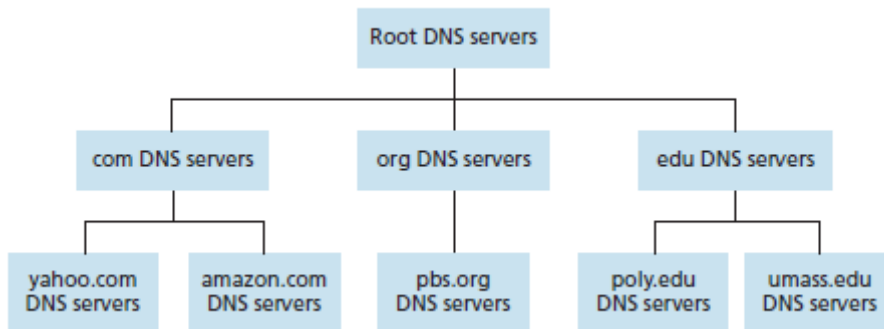 Root DNS servers
com DNS servers
org DNS servers
edu DNS servers
yahoo.com
DNS servers
amazon.com
DNS servers
pbs.org
DNS servers
poly.edu
DNS servers
umass.edu
DNS servers